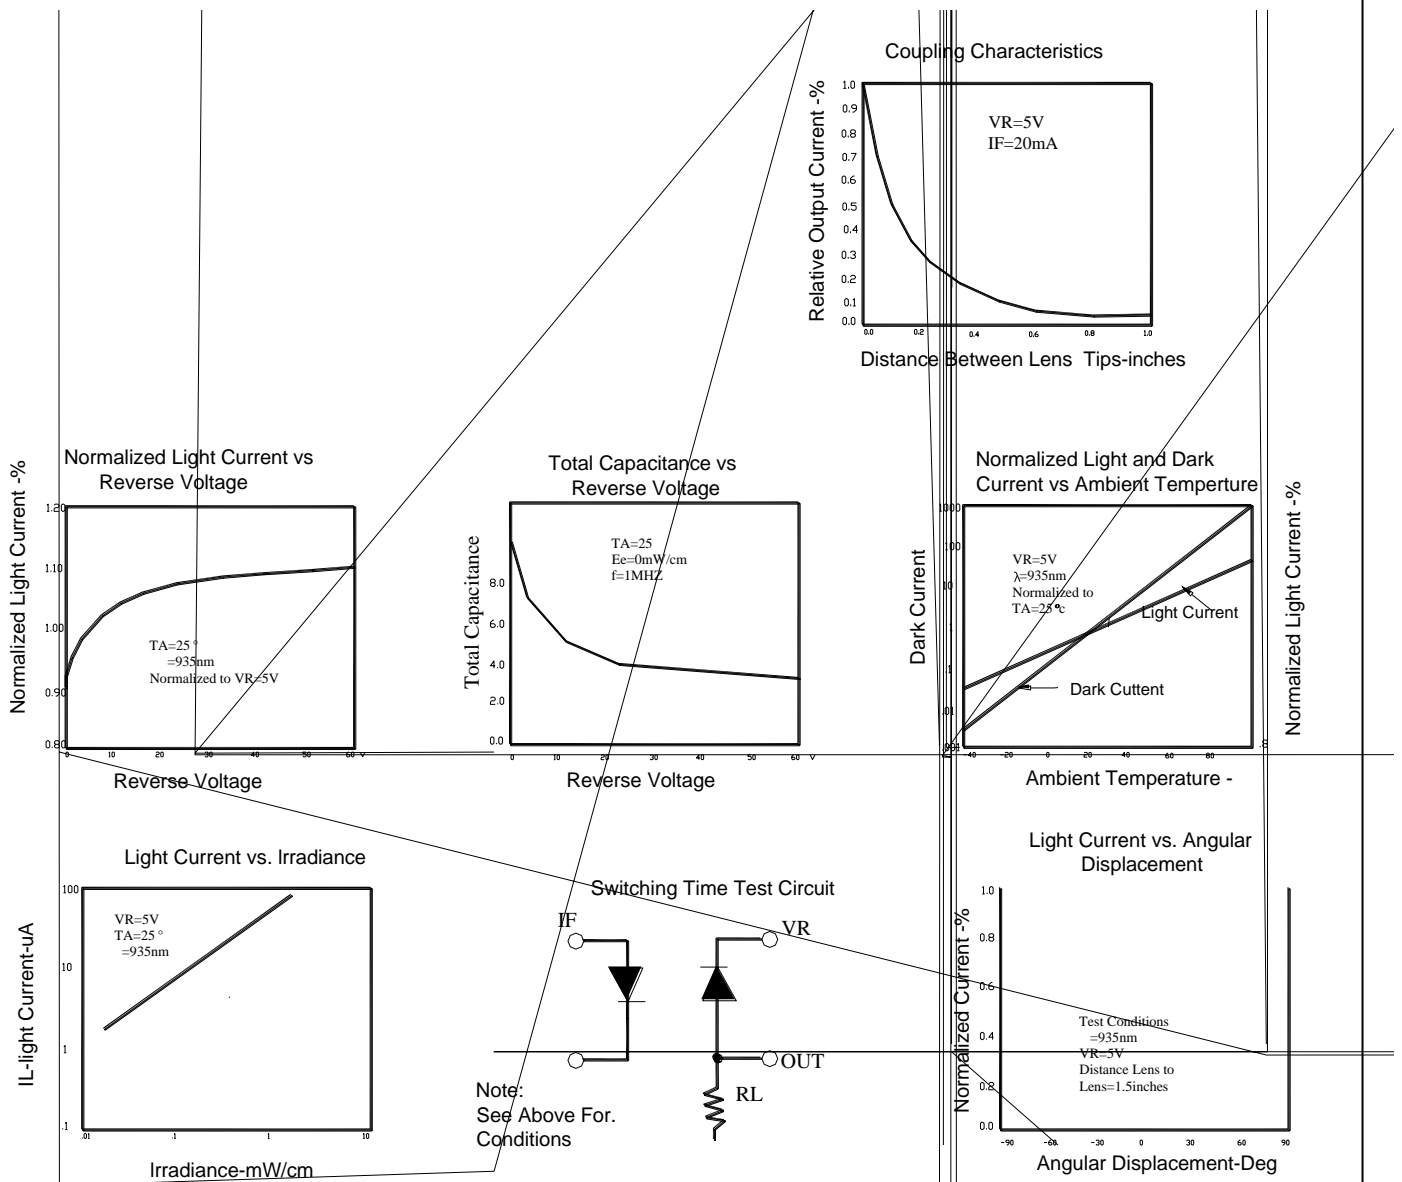 Coupling Characteristics
Relative Output Current -%
1.0
0.9
0.8
0.7
0.6
0.5
0.4
0.3
0.2
0.1
0.0
VR=5V
IF=20mA
0.0 0.2 0.4 0.6 0.8 1.0
Distance Between Lens Tips-inches
Normalized Light Current vs
Reverse Voltage
Normalized Light Current -%
1.20
1.10
1.00
0.90
0.80
TA=25 °
=935nm
Normalized to VR=5V
0 10 20 30 40 50 60 V
Reverse Voltage
Total Capacitance vs
Reverse Voltage
Total Capacitance
8.0
6.0
4.0
2.0
0.0
TA=25
Ee=0mW/cm
f=1MHZ
0 10 20 30 40 50 60 V
Reverse Voltage
Normalized Light and Dark
Current vs Ambient Temperture
Dark Current
1000
100
10
1
.1
.01
.001
VR=5V
λ=935nm
Normalized to
TA=25 °c
Light Current
Dark Cuttent
Normalized Light Current -%
.8
-40 -20 0 20 40 60 80
Ambient Temperature -
Light Current vs. Irradiance
IL-light Current-uA
100
10
1
.1
VR=5V
TA=25 °
=935nm
.01 .1 1 10
Irradiance-mW/cm
Switching Time Test Circuit
IF
VR
OUT
RL
Note:
See Above For.
Conditions
Light Current vs. Angular
Displacement
Normalized Current -%
1.0
0.8
0.6
0.4
0.2
0.0
Test Conditions
=935nm
VR=5V
Distance Lens to
Lens=1.5inches
-90 -60 -30 0 30 60 90
Angular Displacement-Deg